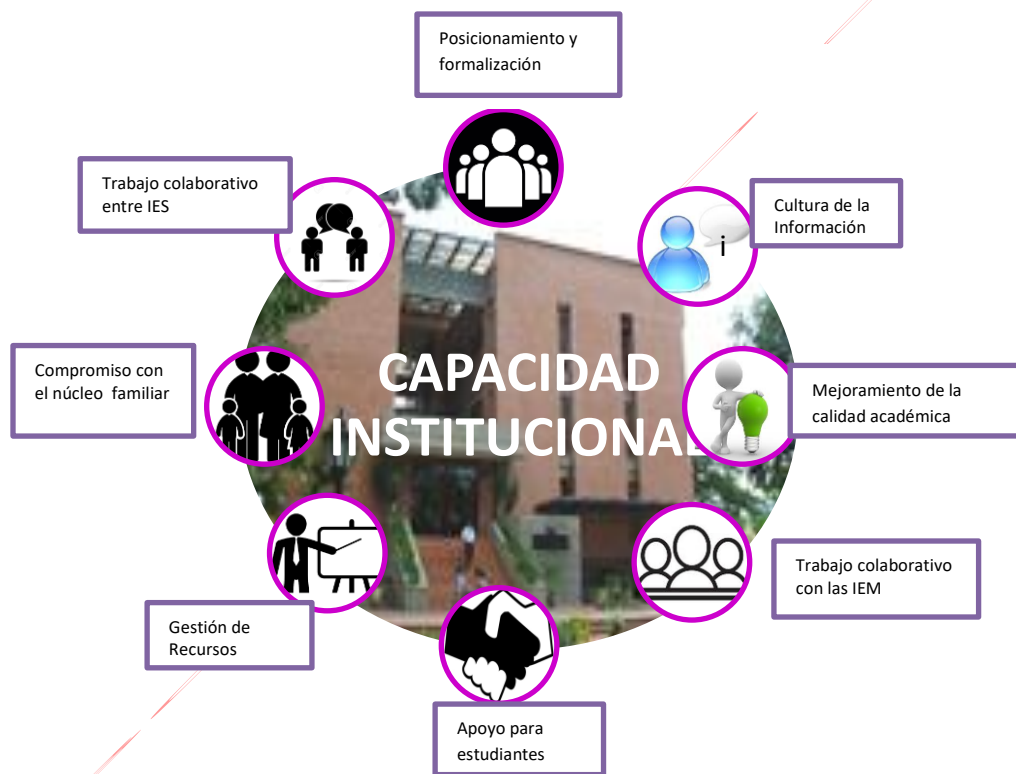 Posicionamiento y
formalización
Trabajo colaborativo
entre IES
Cultura de la
Información
i
Compromiso con
el núcleo familiar
CAPACIDAD
INSTITUCIONAL
Mejoramiento de la
calidad académica
Trabajo colaborativo
con las IEM
Gestión de
Recursos
Apoyo para
estudiantes